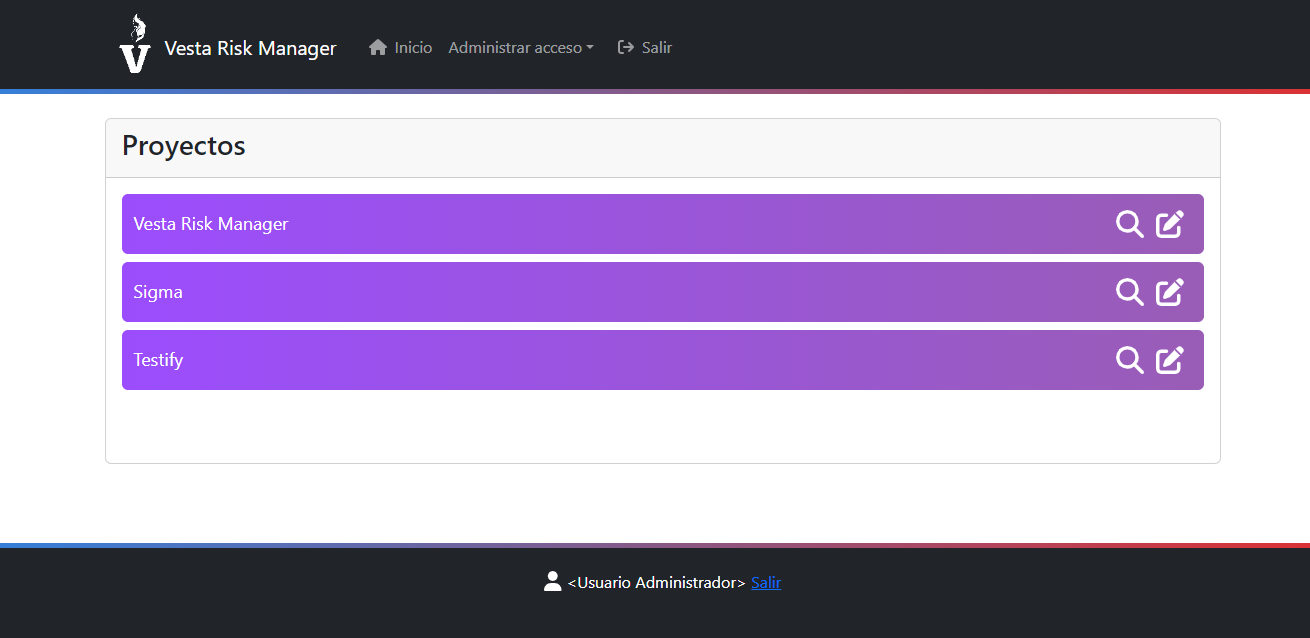 V Vesta Risk Manager Inicio Administrar acceso Salir
Proyectos
Vesta Risk Manager
Sigma
Testify
<Usuario Administrador> Salir